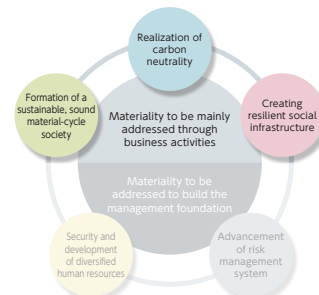 Realization of
carbon
neutrality
Formation of a
sustainable, sound
material-cycle
society
Materiality to be mainly
addressed through
business activities
Creating
resilient social
infrastructure
Materiality to be
addressed to build the
management foundation
Security and
development
of diversified
human resources
Advancement
of risk
management
system